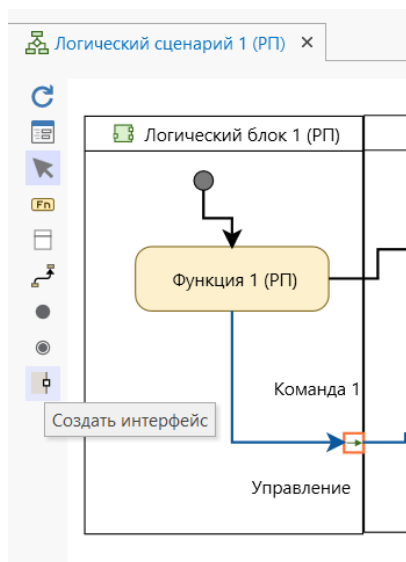 Логический сценарий 1 (РП)
Логический блок 1 (РП)
Fn
Функция 1 (РП)
Команда 1
Создать интерфейс
Управление